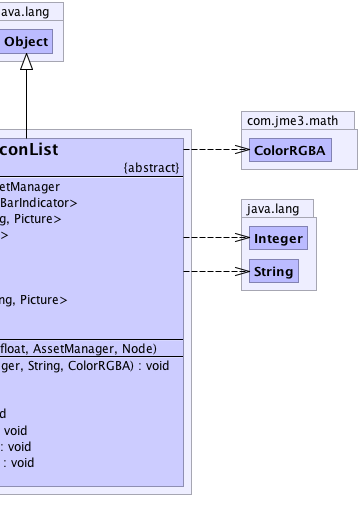 java.lang
Object
com.jme3.math
ColorRGBA
java.lang
Integer
String
conList
{abstract}
etManager
BarIndicator>
g, Picture>
>
ng, Picture>
float, AssetManager, Node)
ger, String, ColorRGBA) : void
d
void
: void
: void